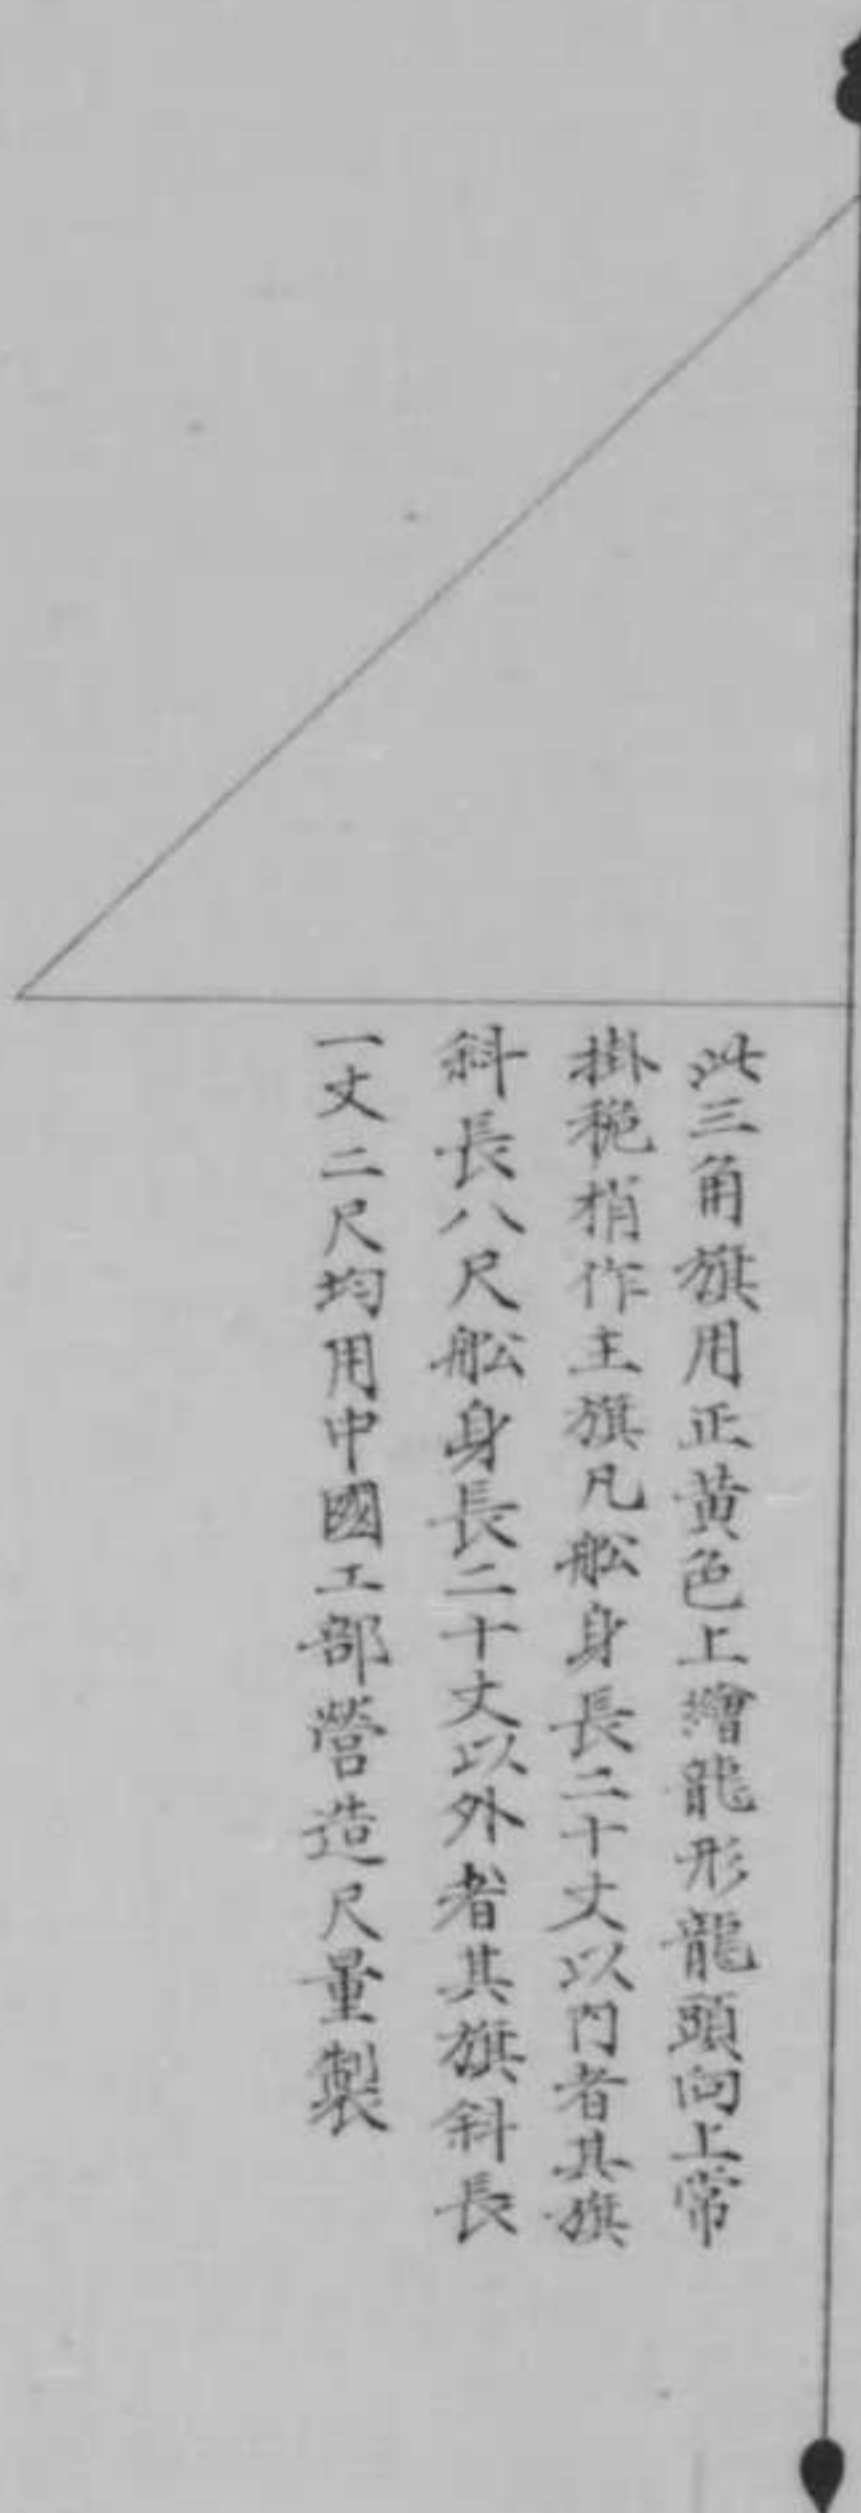 此三角旗用正黄色上繪龍形龍頭向上常
掛桅梢作主旗凡舩身長二十丈以內者其旗
斜長八尺舩身長二十丈以外者其旗斜長
一丈二尺均用中國工部營造尺量製